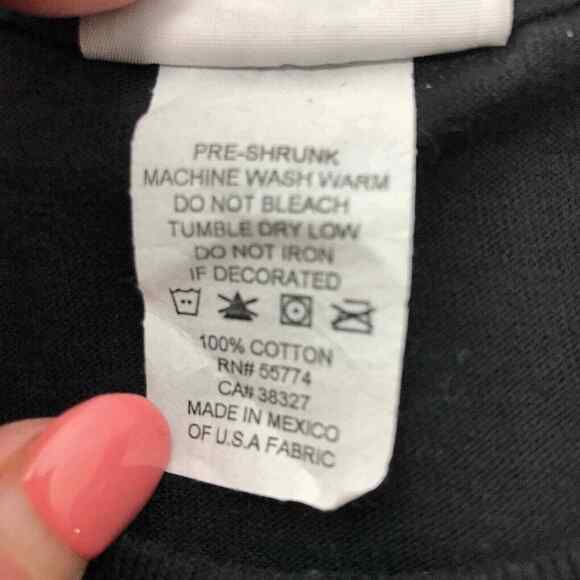 PRE-SHRUNK
MACHINE WASH WARM
DO NOT BLEACH
TUMBLE DRY LOW
DO NOT IRON
IF DECORATED
100% COTTON
RN# 55774
CA# 38327
MADE IN MEXICO
OF U.S.A FABRIC